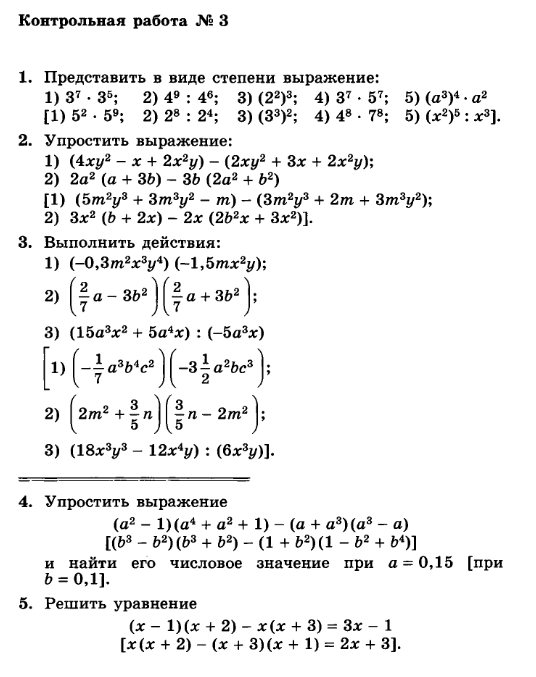 Контрольная работа № 3
1. Представить в виде степени выражение:
1) 3⁷ · 3⁵; 2) 4⁹ : 4⁶; 3) (2²)³; 4) 3⁷ · 5⁷; 5) (a³)⁴ · a²
[1) 5² · 5⁹; 2) 2⁸ : 2⁴; 3) (3³)²; 4) 4⁸ · 7⁸; 5) (x²)⁵ : x³].
2. Упростить выражение:
1) (4xy² – x + 2x²y) – (2xy² + 3x + 2x²y);
2) 2a² (a + 3b) – 3b (2a² + b²)
[1) (5m²y³ + 3m³y² – m) – (3m²y³ + 2m + 3m³y²);
2) 3x² (b + 2x) – 2x (2b²x + 3x²)].
3. Выполнить действия:
1) (–0,3m²x³y⁴) (–1,5mx²y);
2) (2/7 a – 3b²) (2/7 a + 3b²);
3) (15a³x² + 5a⁴x) : (–5a³x)
[1) (–1/7 a³b⁴c²) (–3 1/2 a²bc³);
2) (2m² + 3/5 n) (3/5 n – 2m²);
3) (18x³y³ – 12x⁴y) : (6x³y)].
4. Упростить выражение
(a² – 1)(a⁴ + a² + 1) – (a + a³)(a³ – a)
[(b³ – b²)(b³ + b²) – (1 + b²)(1 – b² + b⁴)]
и найти его числовое значение при a = 0,15 [при
b = 0,1].
5. Решить уравнение
(x – 1)(x + 2) – x(x + 3) = 3x – 1
[x(x + 2) – (x + 3)(x + 1) = 2x + 3].